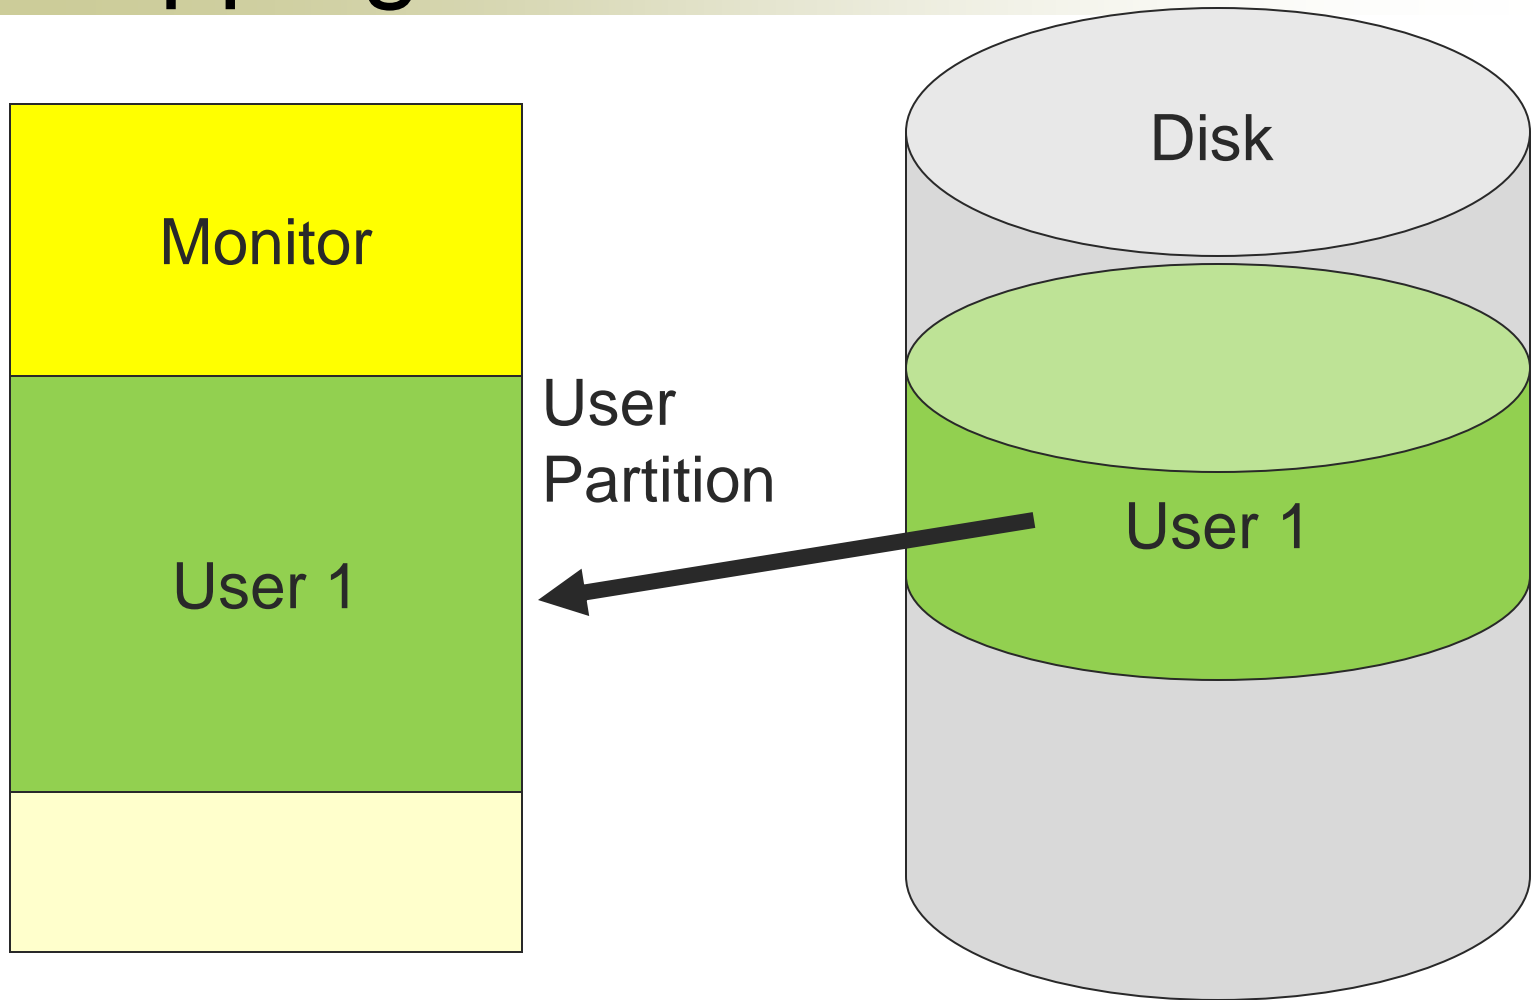 Disk
Monitor
User
Partition
User 1
User 1